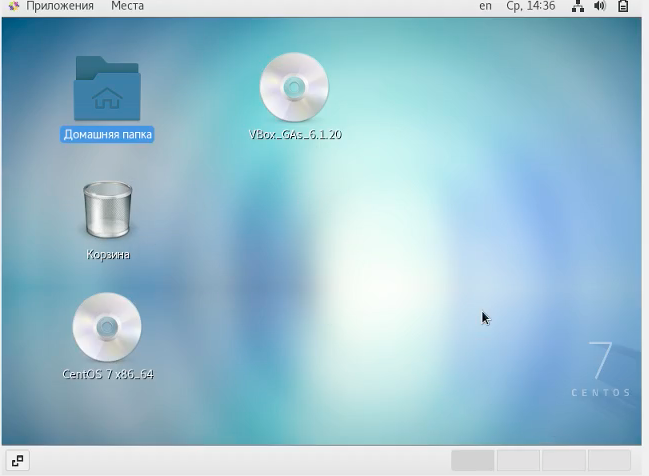 Приложения Места en Ср, 14:36
Домашняя папка
VBox_GAs_6.1.20
Корзина
CentOS 7 x86_64
7
CENTOS